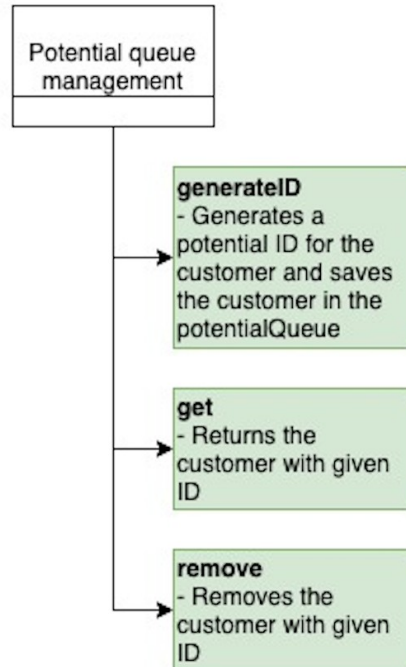 Potential queue
management
generateID
- Generates a
potential ID for the
customer and saves
the customer in the
potentialQueue
get
- Returns the
customer with given
ID
remove
- Removes the
customer with given
ID